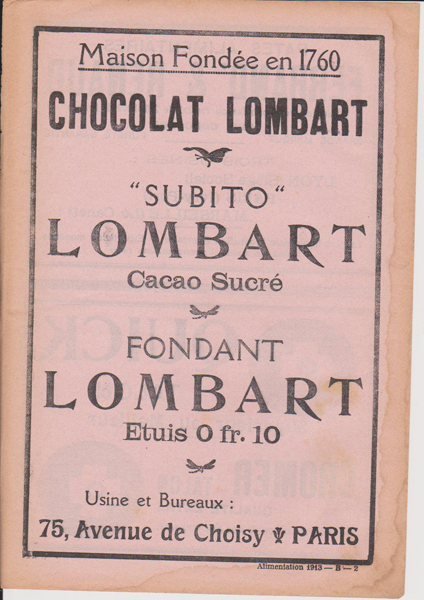 Maison Fondée en 1760
CHOCOLAT LOMBART
"SUBITO"
LOMBART
Cacao Sucré
FONDANT
LOMBART
Etuis 0 fr. 10
Usine et Bureaux :
75, Avenue de Choisy PARIS
Alimentation 1913 — B — 2